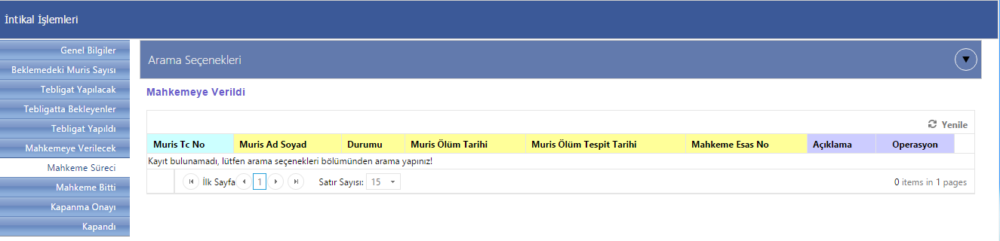 İntikal İşlemleri
Genel Bilgiler
Beklemedeki Muris Sayısı
Tebligat Yapılacak
Tebligatta Bekleyenler
Tebligat Yapıldı
Mahkemeye Verilecek
Mahkeme Süreci
Mahkeme Bitti
Kapanma Onayı
Kapandı
Arama Seçenekleri
Mahkemeye Verildi
Yenile
Muris Tc No Muris Ad Soyad Durumu Muris Ölüm Tarihi Muris Ölüm Tespit Tarihi Mahkeme Esas No Açıklama Operasyon
Kayıt bulunamadı, lütfen arama seçenekleri bölümünden arama yapınız!
İlk Sayfa 1 Satır Sayısı: 15 0 items in 1 pages